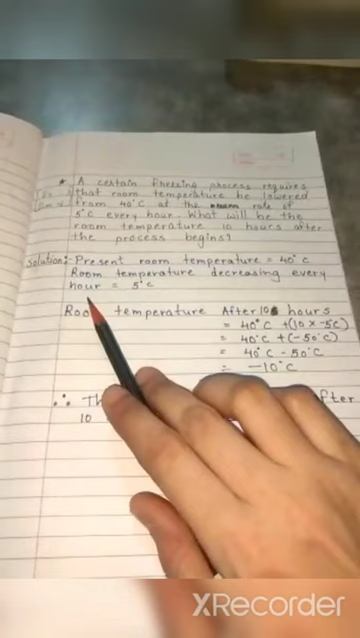 * A certain freezing process requires
that room temperature be lowered
from 40°C at the rate of
5°C every hour. What will be the
room temperature 10 hours after
the process begins?
Solution:- Present room temperature = 40°C
Room temperature decreasing every
hour = 5°C
Room temperature After 10 hours
= 40°C + (10 × -5°C)
= 40°C + (-50°C)
= 40°C - 50°C
= -10°C
∴ Th
10
XRecorder